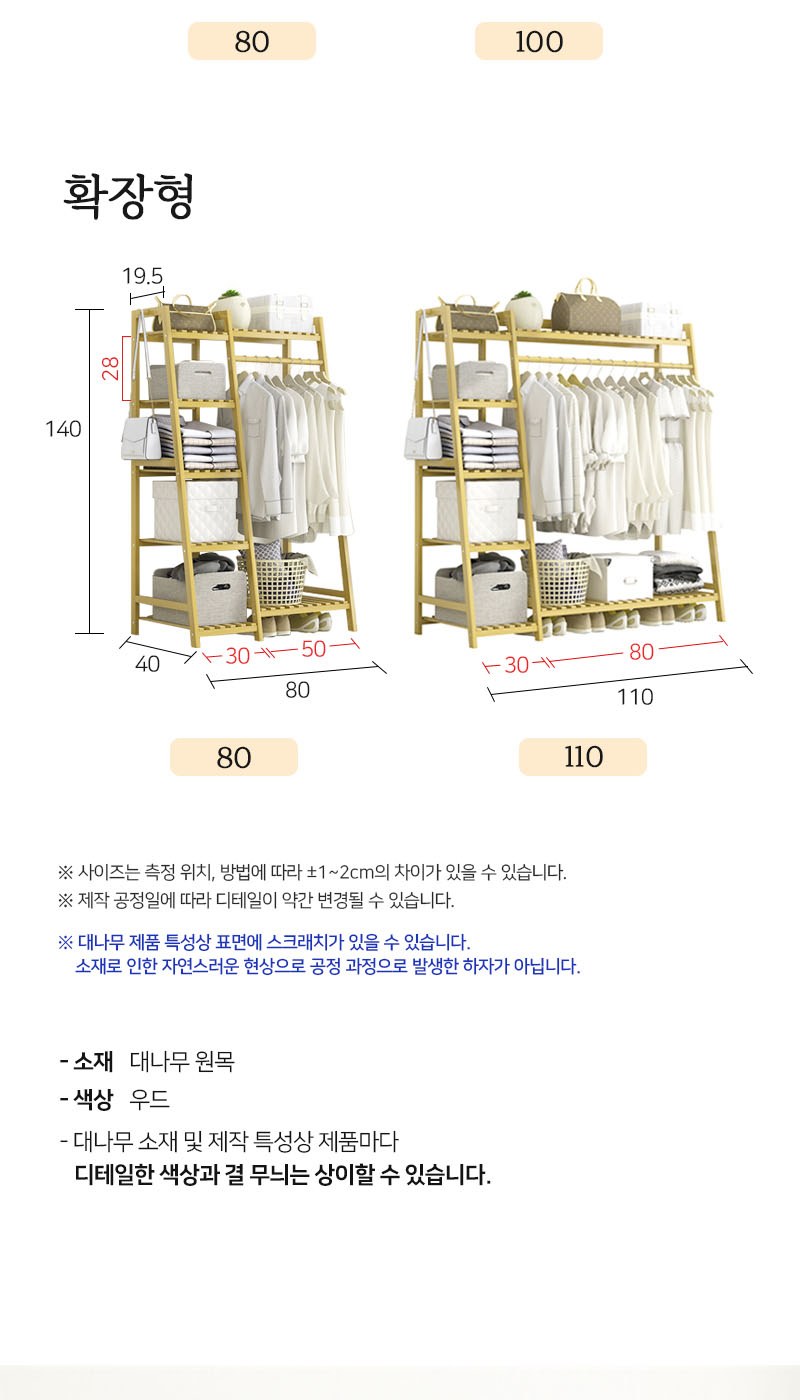 80
100
확장형
19.5
28
140
40
30
50
80
30
80
110
80
110
※ 사이즈는 측정 위치, 방법에 따라 ±1~2cm의 차이가 있을 수 있습니다.
※ 제작 공정일에 따라 디테일이 약간 변경될 수 있습니다.
※ 대나무 제품 특성상 표면에 스크래치가 있을 수 있습니다.
소재로 인한 자연스러운 현상으로 공정 과정으로 발생한 하자가 아닙니다.
- 소재 대나무 원목
- 색상 우드
- 대나무 소재 및 제작 특성상 제품마다
디테일한 색상과 결 무늬는 상이할 수 있습니다.